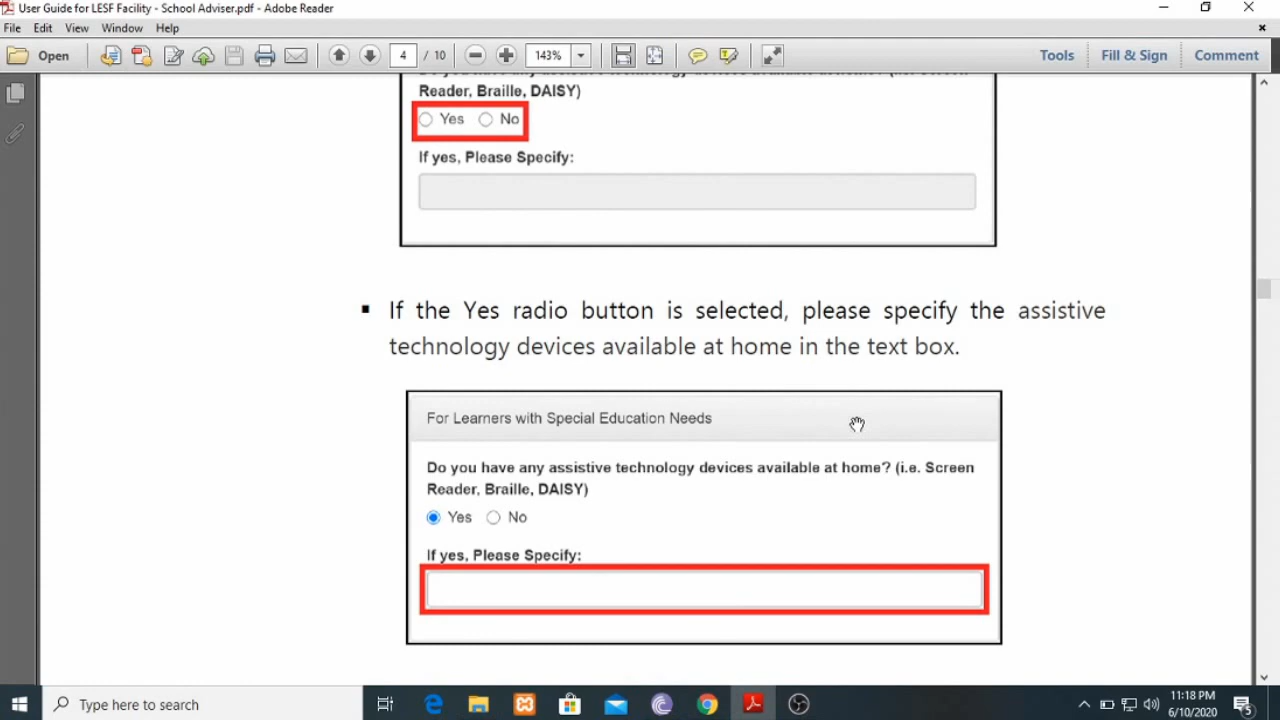 User Guide for LESF Facility - School Adviser.pdf - Adobe Reader
File Edit View Window Help
Open 4 / 10 143% Tools Fill & Sign Comment
Reader, Braille, DAISY)
Yes No
If yes, Please Specify:
▪ If the Yes radio button is selected, please specify the assistive
technology devices available at home in the text box.
For Learners with Special Education Needs
Do you have any assistive technology devices available at home? (i.e. Screen
Reader, Braille, DAISY)
Yes No
If yes, Please Specify:
Type here to search
11:18 PM
6/10/2020
5